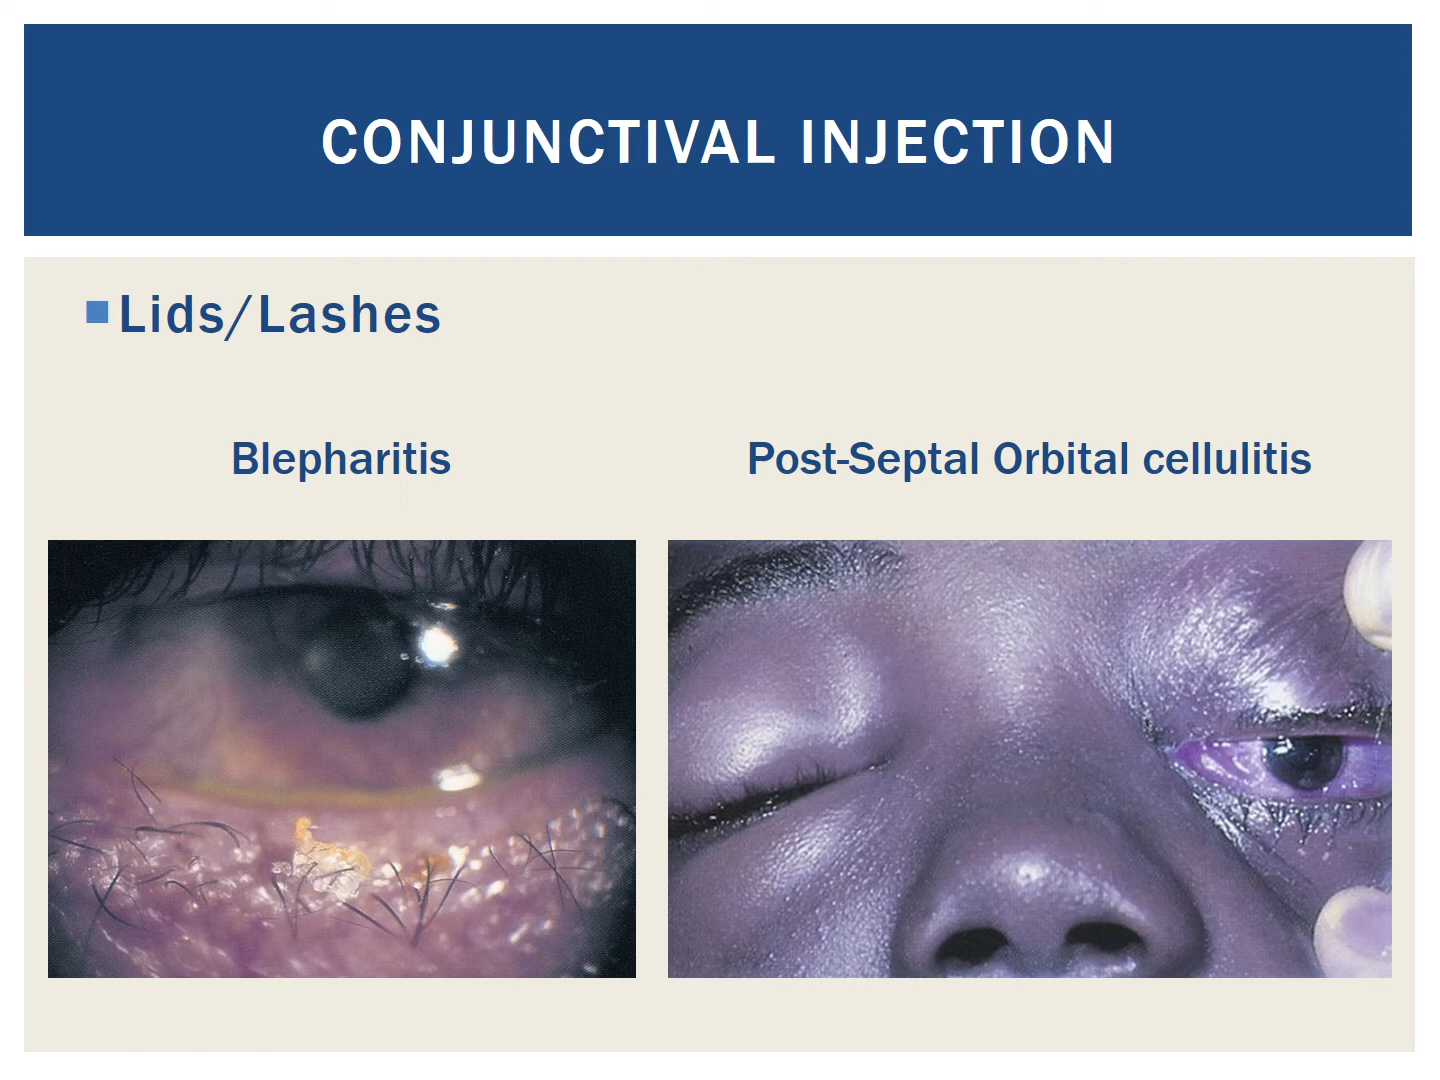 CONJUNCTIVAL INJECTION
Lids/Lashes
Blepharitis
Post-Septal Orbital cellulitis